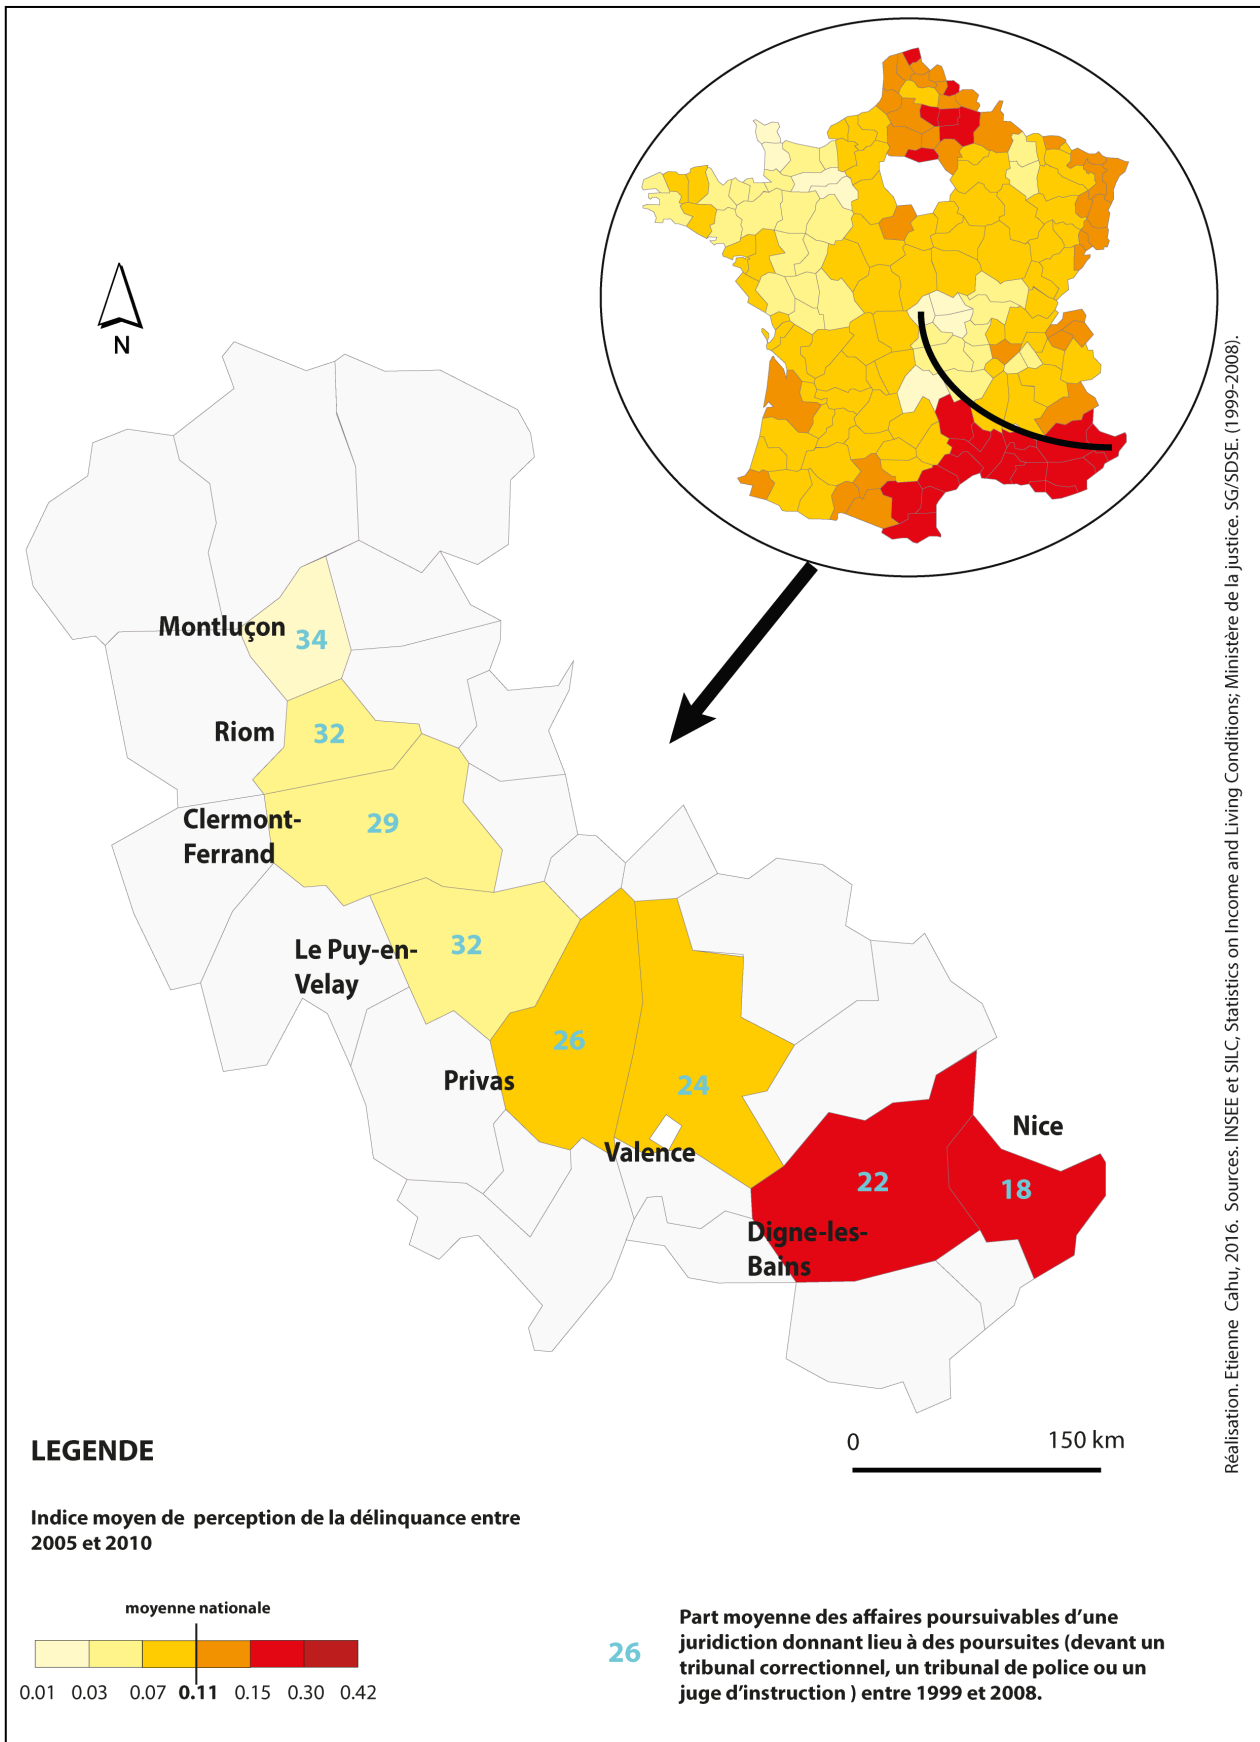 N
Montluçon
34
Riom
32
Clermont-
Ferrand
29
Le Puy-en-
Velay
32
Privas
26
Valence
24
Digne-les-
Bains
22
Nice
18
Réalisation. Etienne Cahu, 2016. Sources. INSEE et SILC, Statistics on Income and Living Conditions; Ministère de la justice. SG/SDSE. (1999-2008).
0 150 km
LEGENDE
Indice moyen de perception de la délinquance entre
2005 et 2010
moyenne nationale
0.01 0.03 0.07 0.11 0.15 0.30 0.42
26
Part moyenne des affaires poursuivables d’une
juridiction donnant lieu à des poursuites (devant un
tribunal correctionnel, un tribunal de police ou un
juge d’instruction ) entre 1999 et 2008.